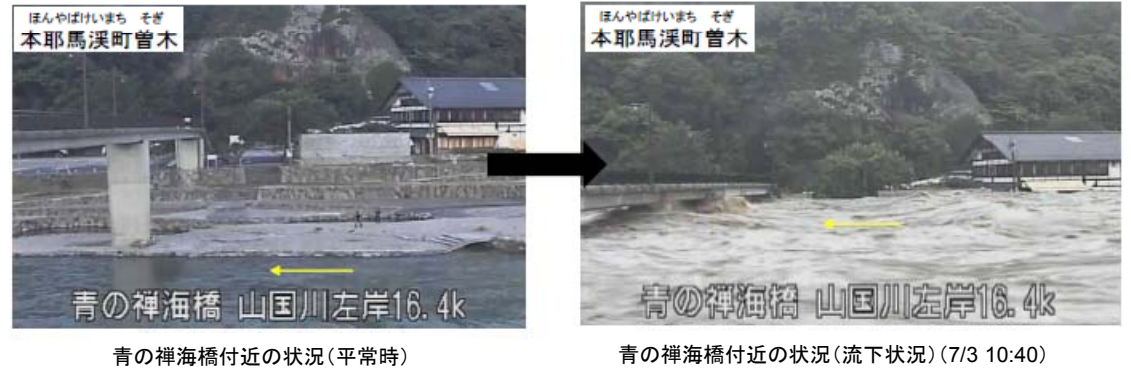 ほんやばけいまち そぎ
本耶馬渓町曽木
青の禅海橋 山国川左岸16.4k
青の禅海橋付近の状況(平常時)
ほんやばけいまち そぎ
本耶馬渓町曽木
青の禅海橋 山国川左岸16.4k
青の禅海橋付近の状況(流下状況)(7/3 10:40)